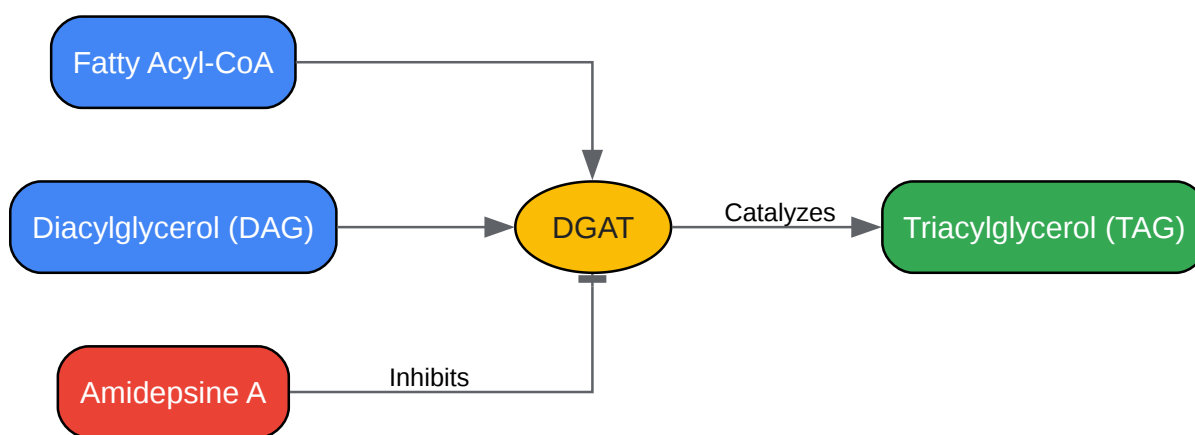 Fatty Acyl-CoA
Diacylglycerol (DAG)
DGAT
Catalyzes
Triacylglycerol (TAG)
Amidepsine A
Inhibits